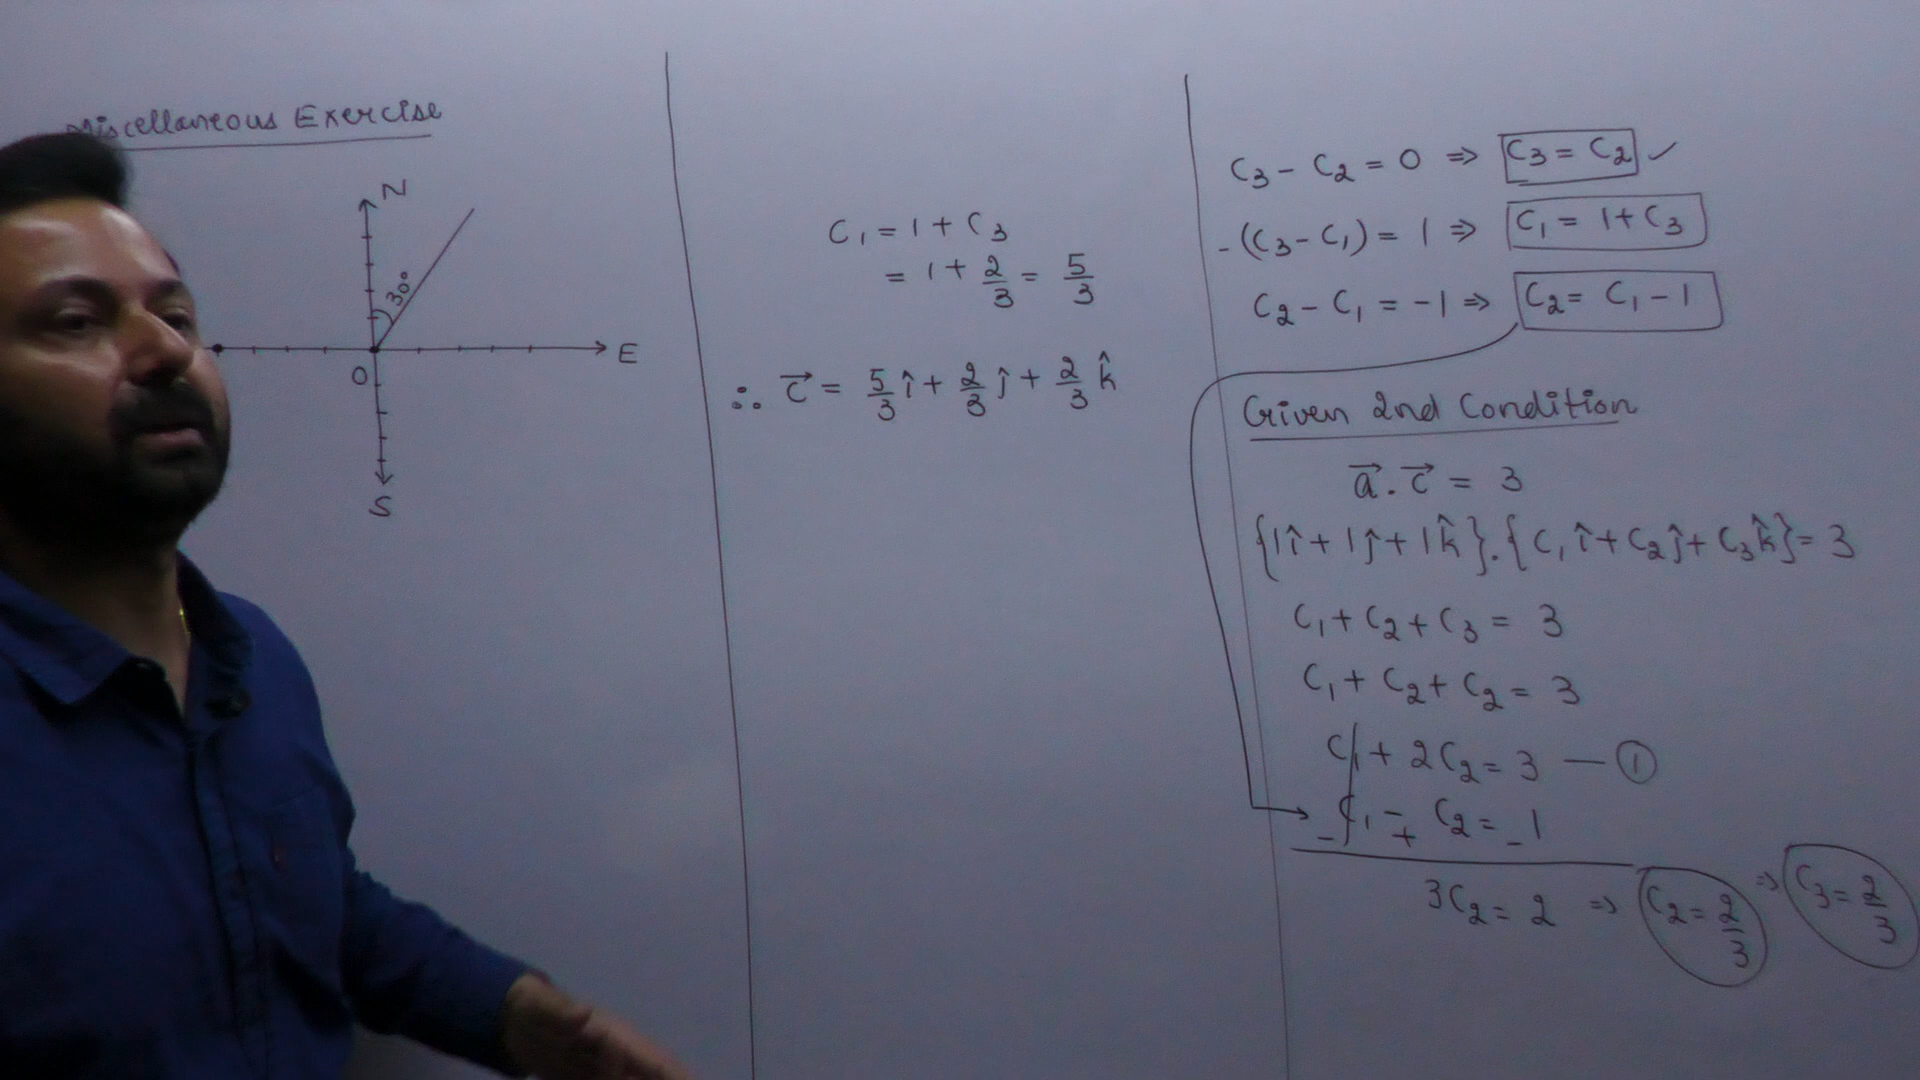 Miscellaneous Exercise
N
30°
E
O
S
C₁ = 1 + C₃
= 1 + 2/3 = 5/3
∴ c⃗ = 5/3 î + 2/3 ĵ + 2/3 k̂
C₃ - C₂ = 0 ⇒ C₃ = C₂ ✓
-(C₃ - C₁) = 1 ⇒ C₁ = 1 + C₃
C₂ - C₁ = -1 ⇒ C₂ = C₁ - 1
Given 2nd Condition
a⃗ . c⃗ = 3
{1î + 1ĵ + 1k̂} . {C₁î + C₂ĵ + C₃k̂} = 3
C₁ + C₂ + C₃ = 3
C₁ + C₂ + C₂ = 3
C₁ + 2C₂ = 3 — ①
C₁ - C₂ = 1
- + -
3C₂ = 2 ⇒ C₂ = 2/3 ⇒ C₃ = 2/3